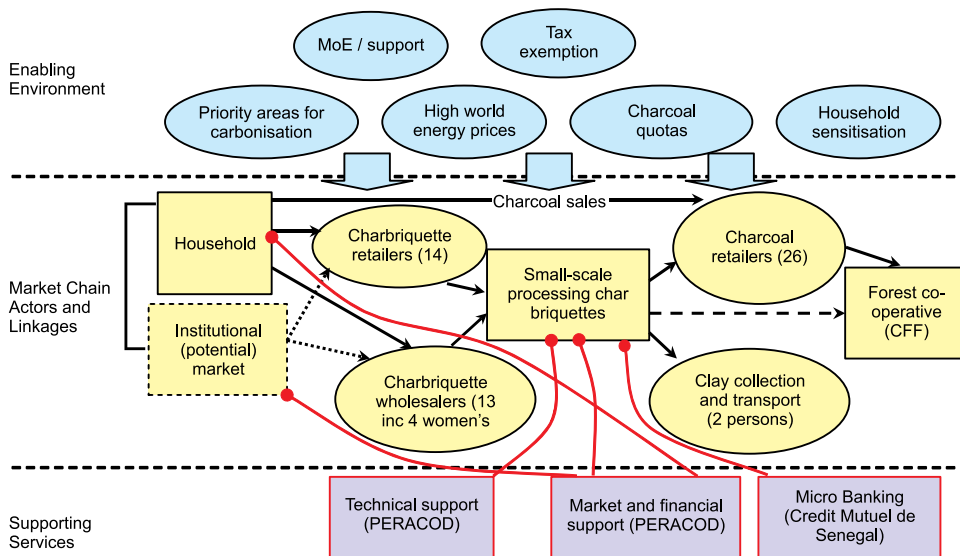 MoE / support
Tax
exemption
Enabling
Environment
Priority areas for
carbonisation
High world
energy prices
Charcoal
quotas
Household
sensitisation
Charcoal sales
Household
Charbriquette
retailers (14)
Charcoal
retailers (26)
Small-scale
processing char
briquettes
Market Chain
Actors and
Linkages
Forest co-
operative
(CFF)
Institutional
(potential)
market
Charbriquette
wholesalers (13
inc 4 women's
Clay collection
and transport
(2 persons)
Technical support
(PERACOD)
Market and financial
support (PERACOD)
Micro Banking
(Credit Mutuel de
Senegal)
Supporting
Services